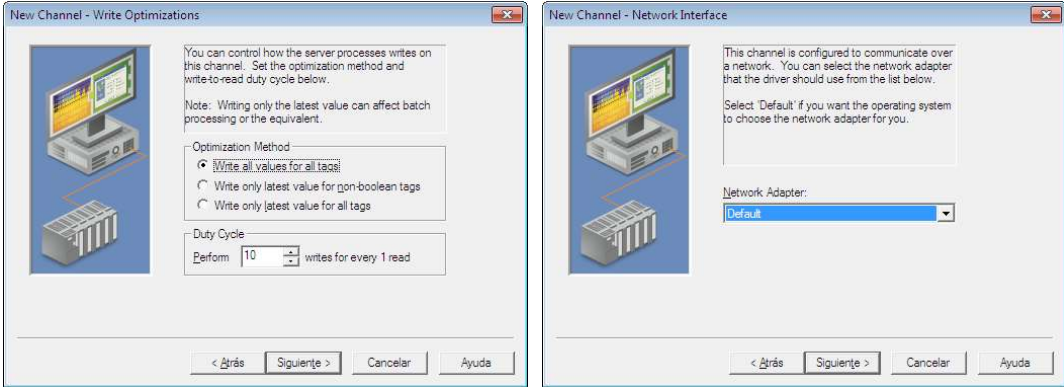 New Channel - Write Optimizations
You can control how the server processes writes on
this channel. Set the optimization method and
write-to-read duty cycle below.
Note: Writing only the latest value can affect batch
processing or the equivalent.
Optimization Method
Write all values for all tags
Write only latest value for non-boolean tags
Write only latest value for all tags
Duty Cycle
Perform 10 writes for every 1 read
< Atrás Siguiente > Cancelar Ayuda
New Channel - Network Interface
This channel is configured to communicate over
a network. You can select the network adapter
that the driver should use from the list below.
Select 'Default' if you want the operating system
to choose the network adapter for you.
Network Adapter:
Default
< Atrás Siguiente > Cancelar Ayuda